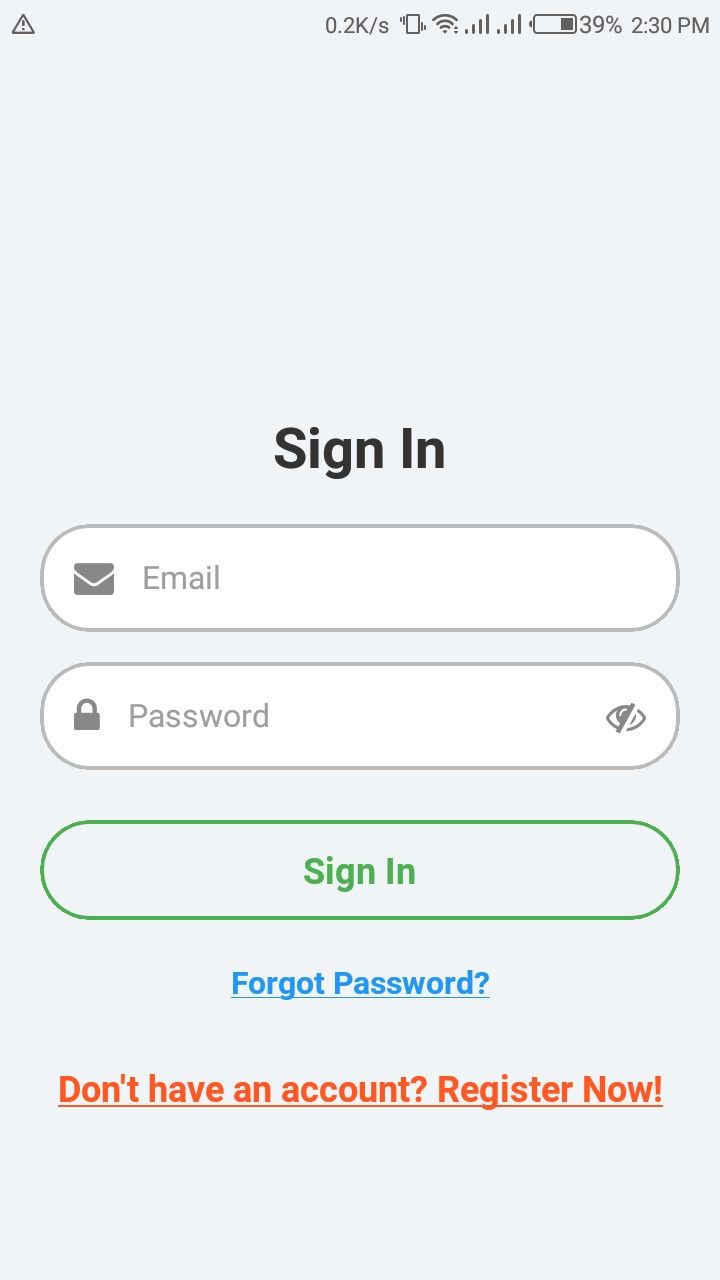 0.2K/s 39% 2:30 PM
Sign In
Email
Password
Sign In
Forgot Password?
Don't have an account? Register Now!